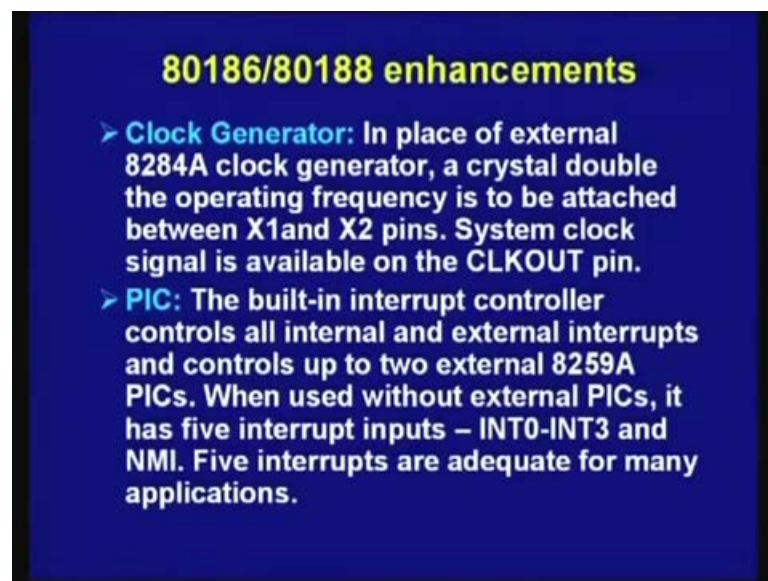 80186/80188 enhancements
➢ Clock Generator: In place of external
8284A clock generator, a crystal double
the operating frequency is to be attached
between X1and X2 pins. System clock
signal is available on the CLKOUT pin.
➢ PIC: The built-in interrupt controller
controls all internal and external interrupts
and controls up to two external 8259A
PICs. When used without external PICs, it
has five interrupt inputs – INT0-INT3 and
NMI. Five interrupts are adequate for many
applications.